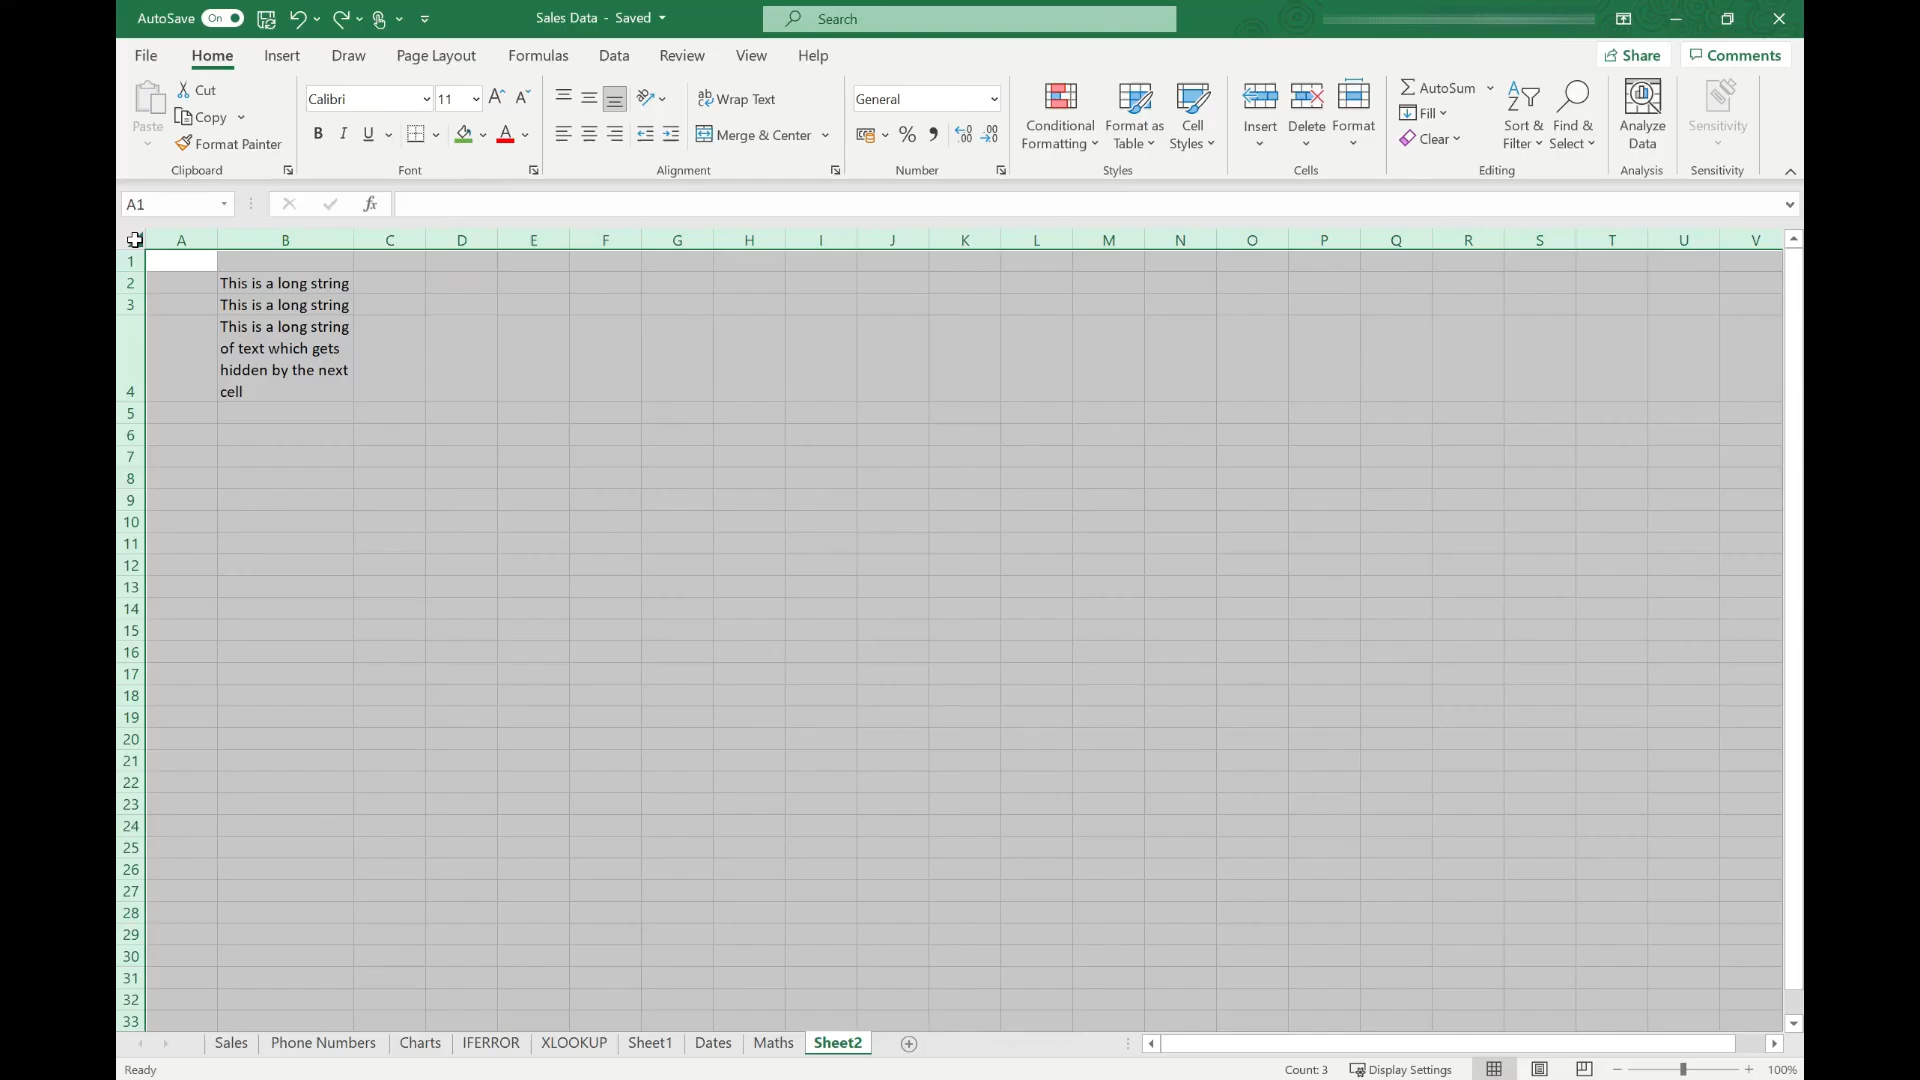 AutoSave On
Sales Data - Saved
Search
File Home Insert Draw Page Layout Formulas Data Review View Help
Share Comments
Paste
Cut
Copy
Format Painter
Clipboard
Calibri 11
B I U A
Font
ab Wrap Text
Merge & Center
Alignment
General
% 9 .00
Number
Conditional Formatting
Format as Table
Cell Styles
Styles
Insert Delete Format
Cells
AutoSum
Fill
Clear
Sort & Filter
Find & Select
Editing
Analyze Data
Analysis
Sensitivity
Sensitivity
A1 fx
A B C D E F G H I J K L M N O P Q R S T U V
1
2 This is a long string
3 This is a long string
This is a long string
of text which gets
hidden by the next
4 cell
5
6
7
8
9
10
11
12
13
14
15
16
17
18
19
20
21
22
23
24
25
26
27
28
29
30
31
32
33
Sales Phone Numbers Charts IFERROR XLOOKUP Sheet1 Dates Maths Sheet2
Ready Count: 3 Display Settings 100%